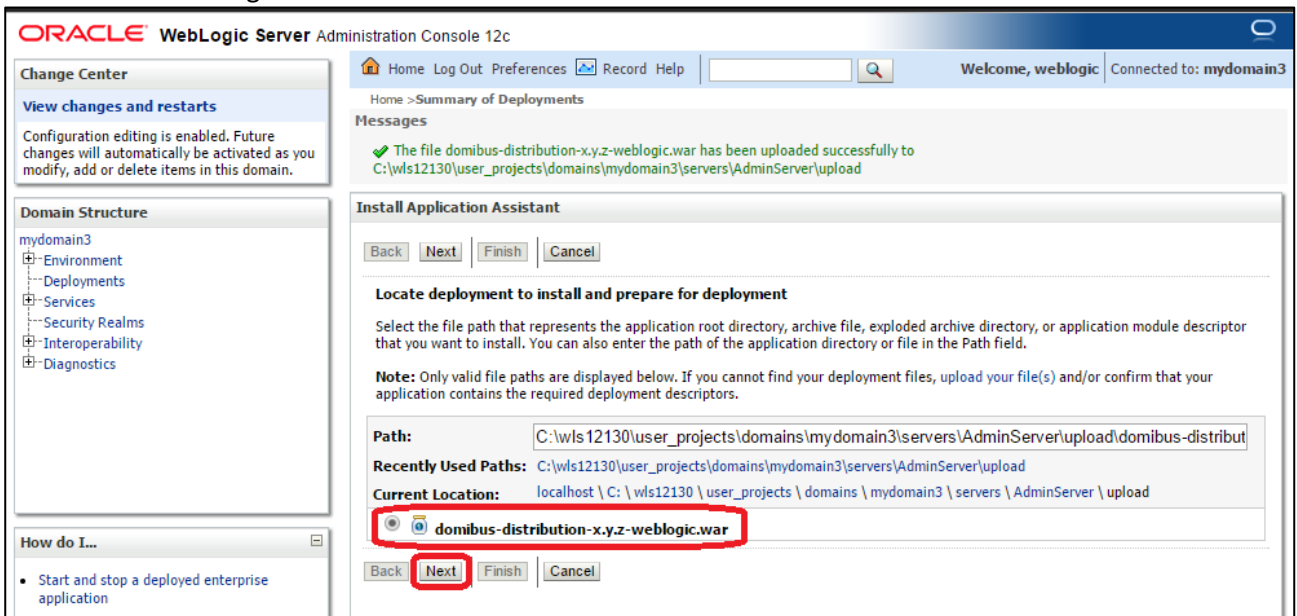 ORACLE WebLogic Server Administration Console 12c
Change Center
View changes and restarts
Configuration editing is enabled. Future
changes will automatically be activated as you
modify, add or delete items in this domain.
Domain Structure
mydomain3
Environment
Deployments
Services
Security Realms
Interoperability
Diagnostics
How do I...
Start and stop a deployed enterprise
application
Home Log Out Preferences Record Help
Welcome, weblogic Connected to: mydomain3
Home >Summary of Deployments
Messages
The file domibus-distribution-x.y.z-weblogic.war has been uploaded successfully to
C:\wls12130\user_projects\domains\mydomain3\servers\AdminServer\upload
Install Application Assistant
Back Next Finish Cancel
Locate deployment to install and prepare for deployment
Select the file path that represents the application root directory, archive file, exploded archive directory, or application module descriptor
that you want to install. You can also enter the path of the application directory or file in the Path field.
Note: Only valid file paths are displayed below. If you cannot find your deployment files, upload your file(s) and/or confirm that your
application contains the required deployment descriptors.
Path: C:\wls12130\user_projects\domains\mydomain3\servers\AdminServer\upload\domibus-distribut
Recently Used Paths: C:\wls12130\user_projects\domains\mydomain3\servers\AdminServer\upload
Current Location: localhost \ C: \ wls12130 \ user_projects \ domains \ mydomain3 \ servers \ AdminServer \ upload
domibus-distribution-x.y.z-weblogic.war
Back Next Finish Cancel